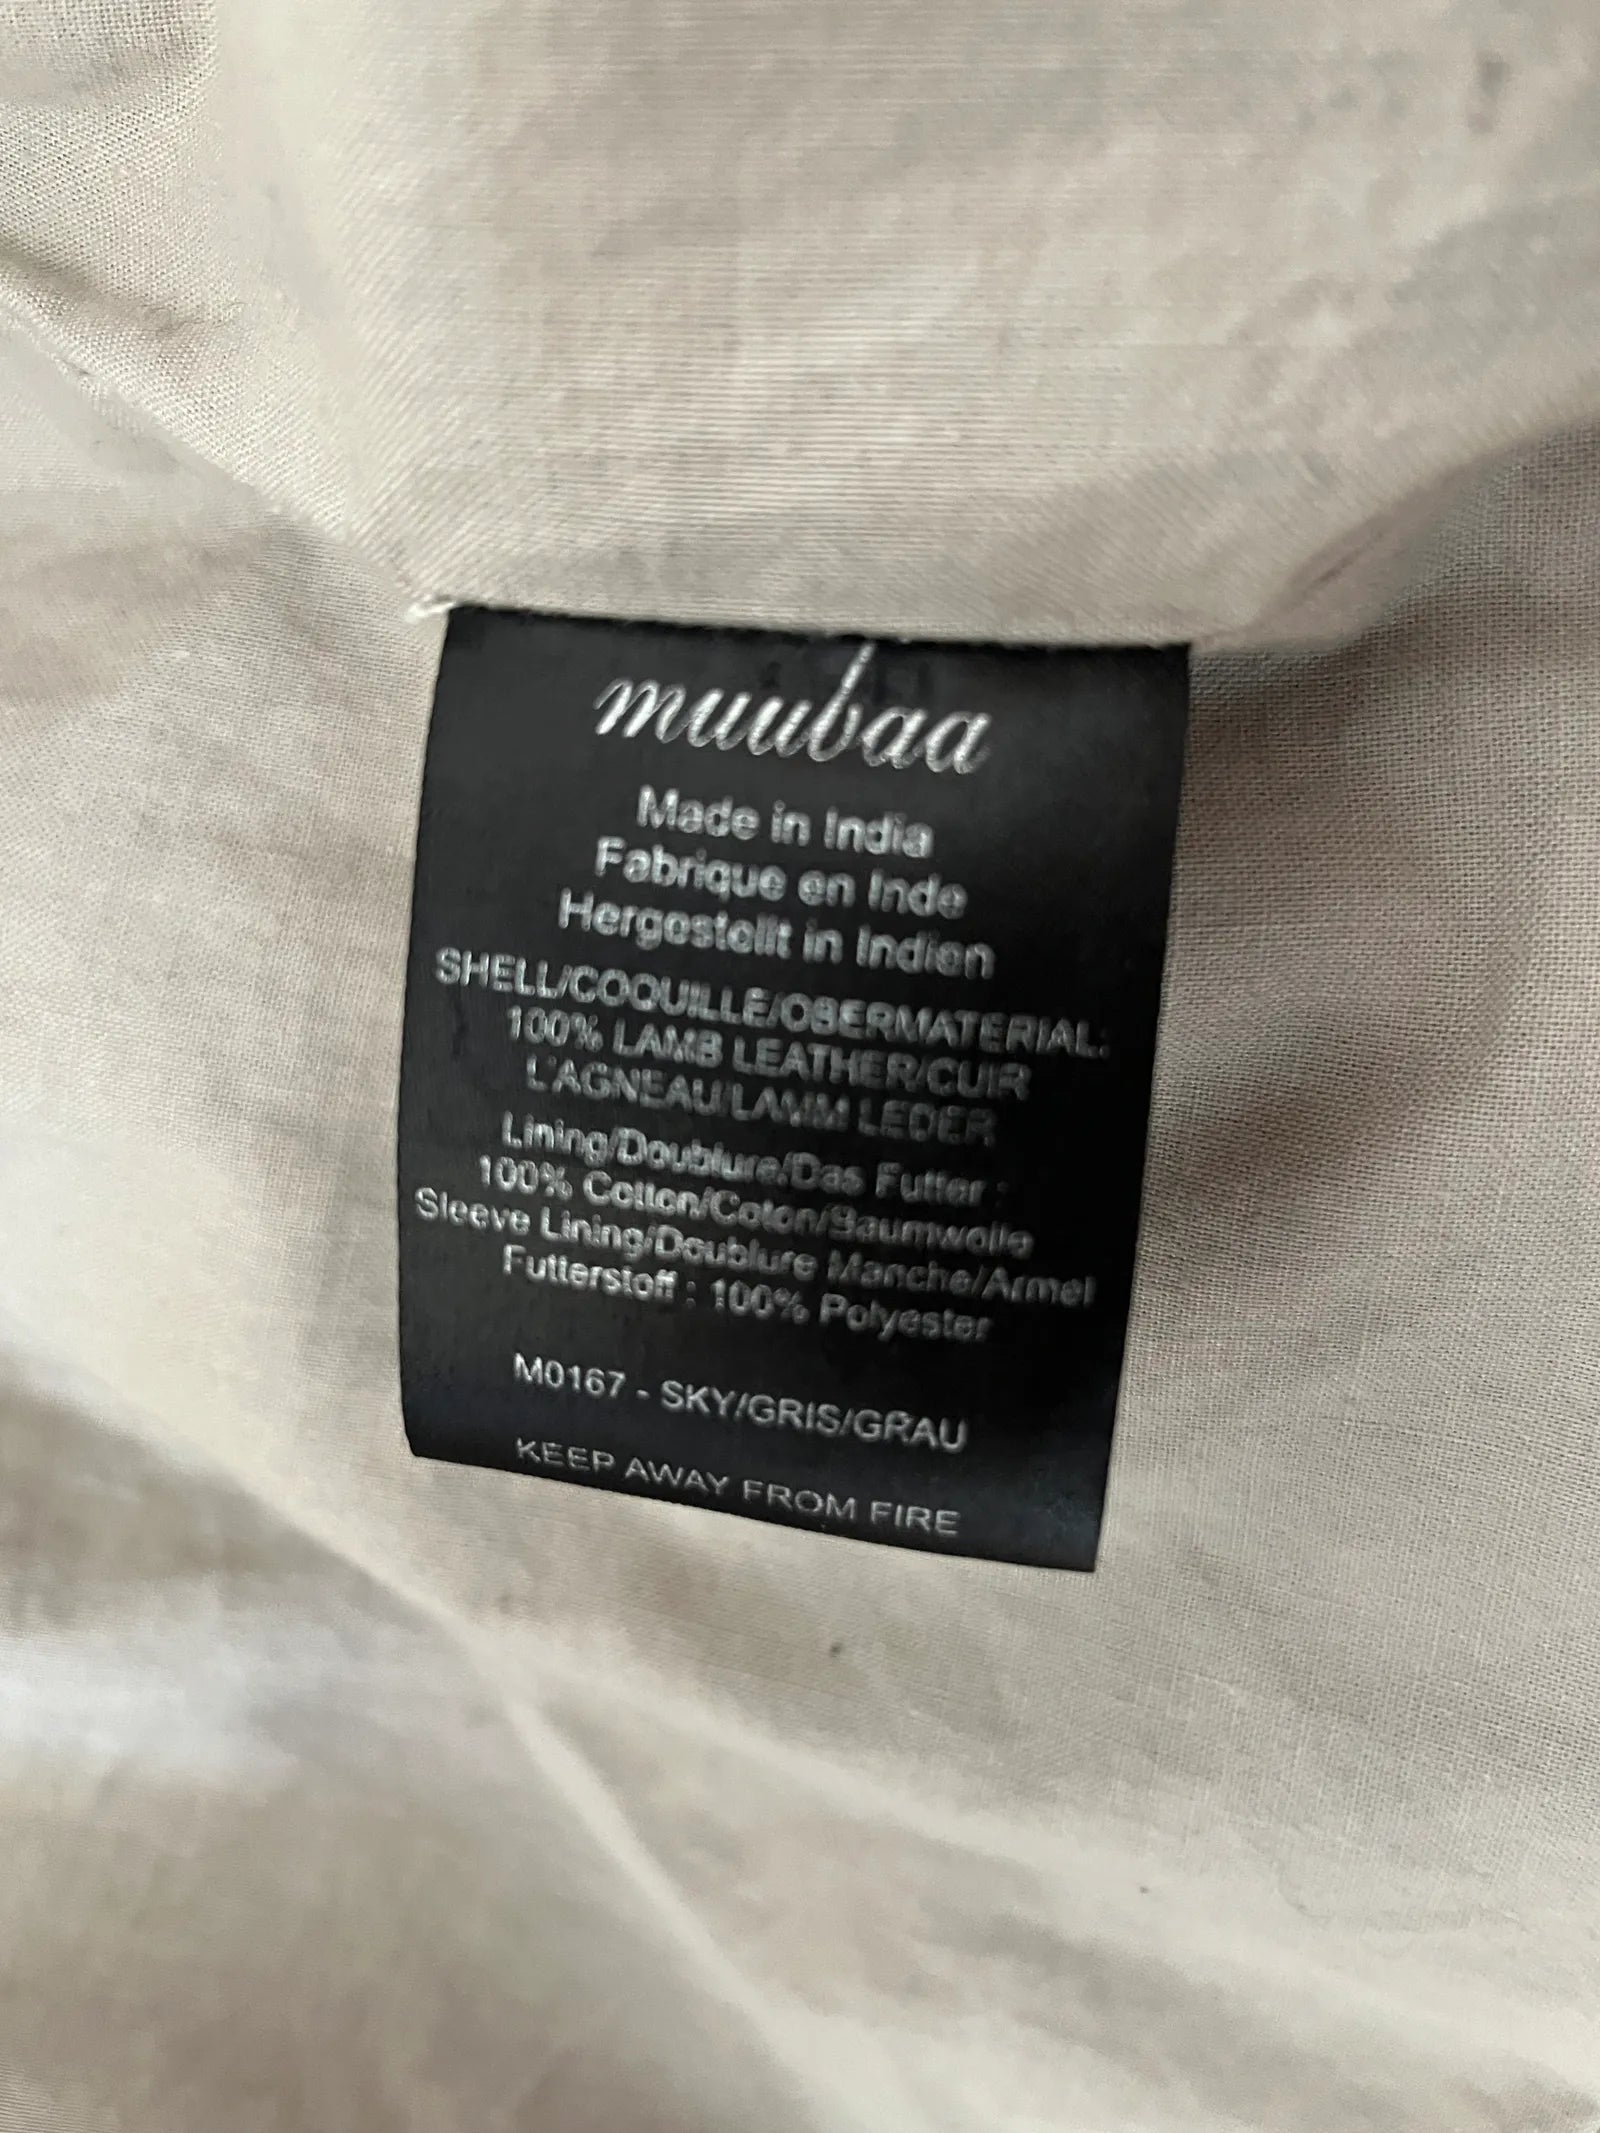 muubaa
Made in India
Fabrique en Inde
Hergestellt in Indien
SHELL/COQUILLE/OBERMATERIAL:
100% LAMB LEATHER/CUIR
L'AGNEAU/LAMM LEDER
Lining/Doublure/Das Futter :
100% Cotton/Coton/Baumwolle
Sleeve Lining/Doublure Manche/Armel
Futterstoff : 100% Polyester
M0167 - SKY/GRIS/GRAU
KEEP AWAY FROM FIRE